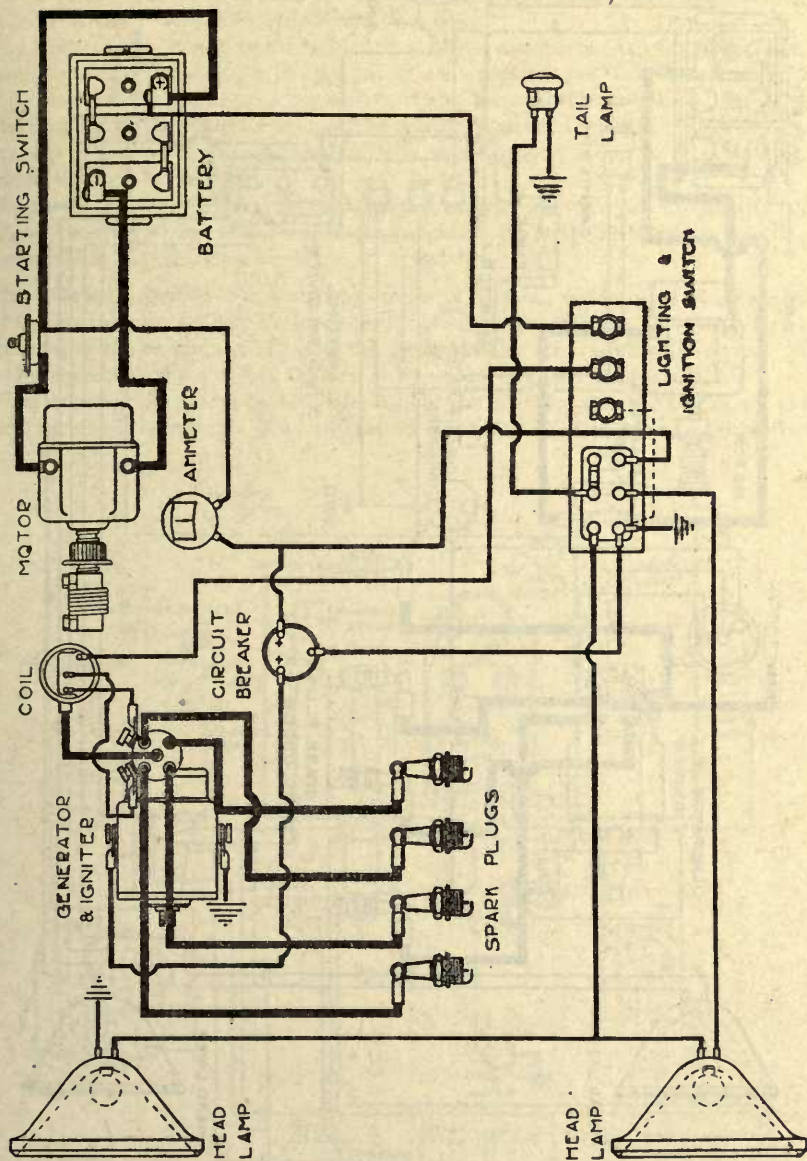 STARTING SWITCH
BATTERY
TAIL
LAMP
MOTOR
AMMETER
LIGHTING &
IGNITION SWITCH
COIL
CIRCUIT
BREAKER
GENERATOR
& IGNITER
SPARK PLUGS
HEAD
LAMP
HEAD
LAMP